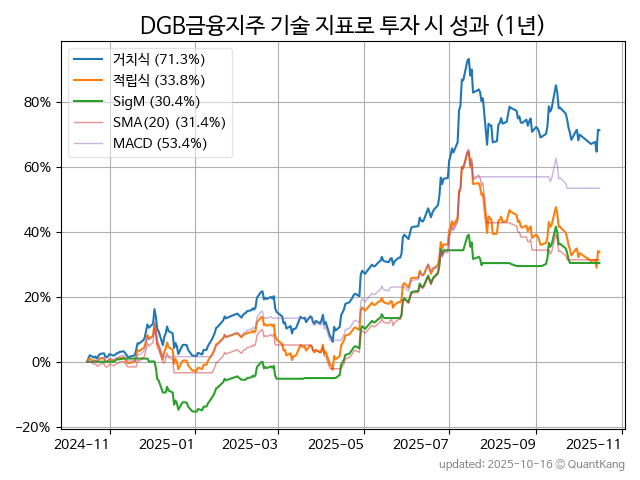 DGB금융지주 기술 지표로 투자 시 성과 (1년)
거치식 (71.3%)
적립식 (33.8%)
SigM (30.4%)
SMA(20) (31.4%)
MACD (53.4%)
80%
60%
40%
20%
0%
−20%
2024-11 2025-01 2025-03 2025-05 2025-07 2025-09 2025-11
updated: 2025-10-16 © QuantKang